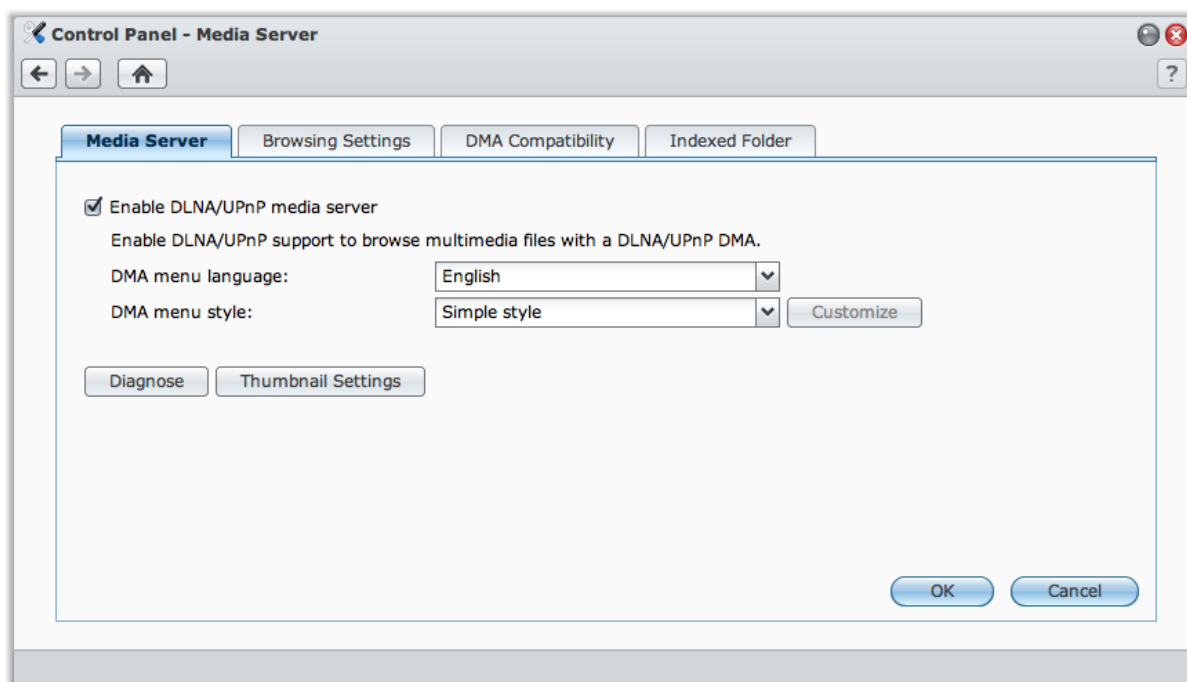 Control Panel - Media Server
?
Media Server
Browsing Settings
DMA Compatibility
Indexed Folder
Enable DLNA/UPnP media server
Enable DLNA/UPnP support to browse multimedia files with a DLNA/UPnP DMA.
DMA menu language: English
DMA menu style: Simple style Customize
Diagnose Thumbnail Settings
OK Cancel